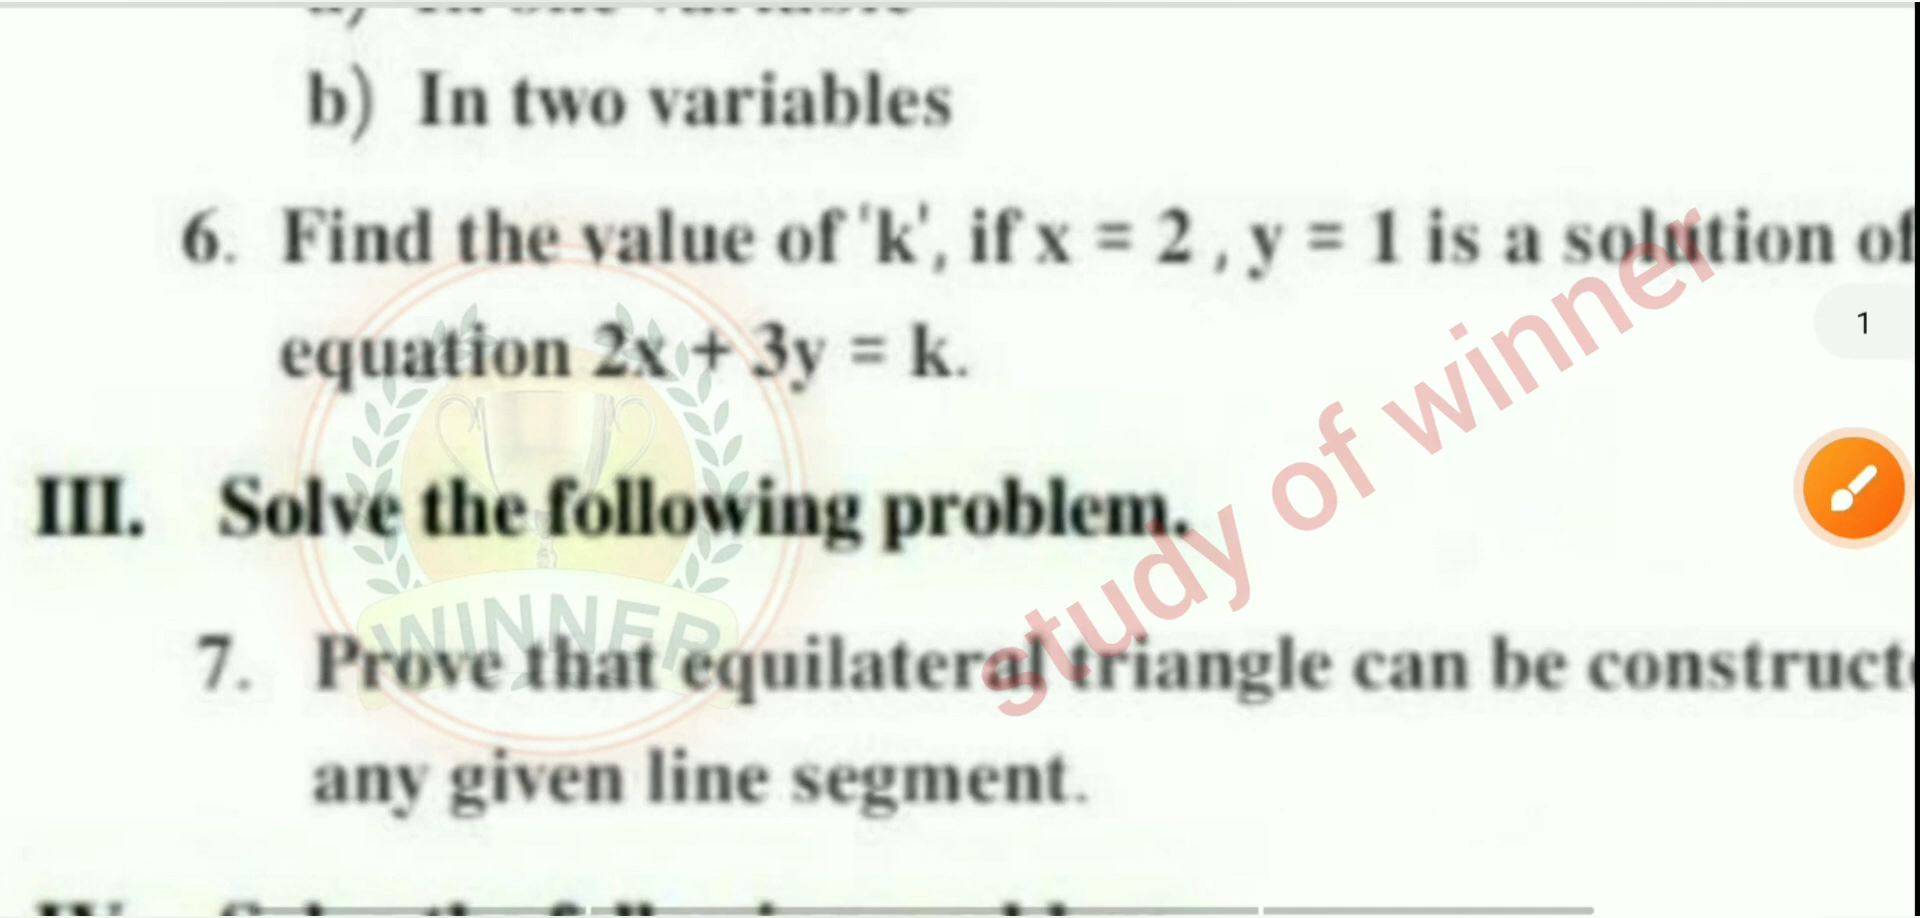 b) In two variables
6. Find the value of 'k', if x = 2 , y = 1 is a solution of
equation 2x + 3y = k.
1
III. Solve the following problem.
study of winner
WINNER
7. Prove that equilateral triangle can be construct
any given line segment.